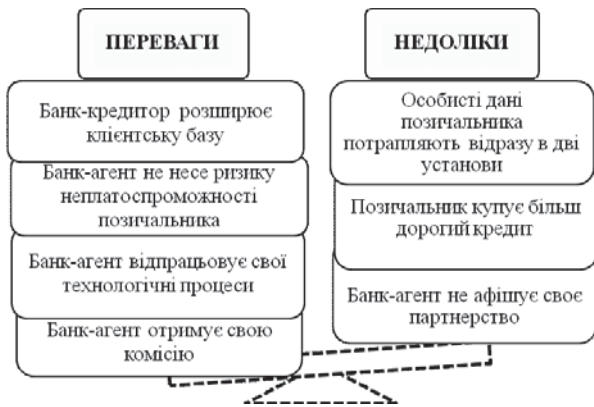 ПЕРЕВАГИ
Банк-кредитор розширює
клієнтську базу
Банк-агент не несе ризику
неплатоспроможності
позичальника
Банк-агент відпрацьовує свої
технологічні процеси
Банк-агент отримує свою
комісію
НЕДОЛІКИ
Особисті дані
позичальника
потрапляють відразу в дві
установи
Позичальник купує більш
дорогий кредит
Банк-агент не афішує своє
партнерство